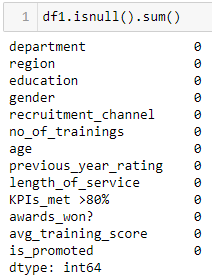 1 df1.isnull().sum()
department 0
region 0
education 0
gender 0
recruitment_channel 0
no_of_trainings 0
age 0
previous_year_rating 0
length_of_service 0
KPIs_met >80% 0
awards_won? 0
avg_training_score 0
is_promoted 0
dtype: int64